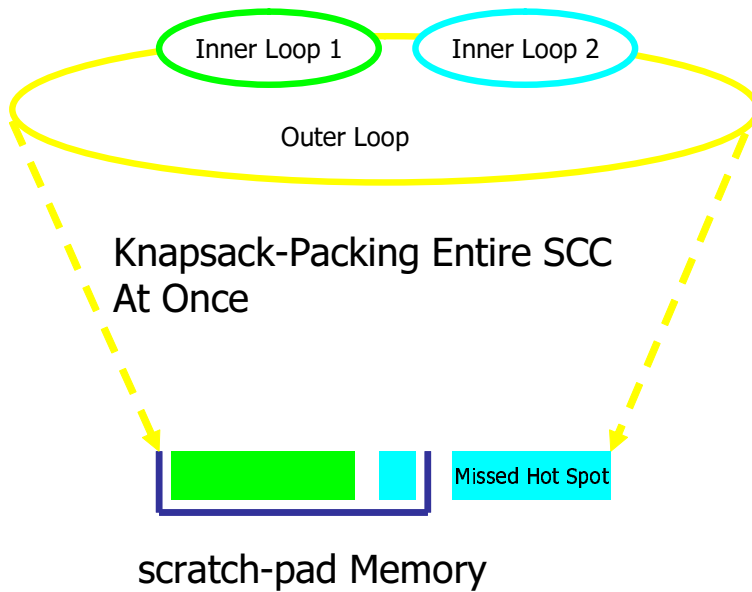 Inner Loop 1
Inner Loop 2
Outer Loop
Knapsack-Packing Entire SCC
At Once
Missed Hot Spot
scratch-pad Memory